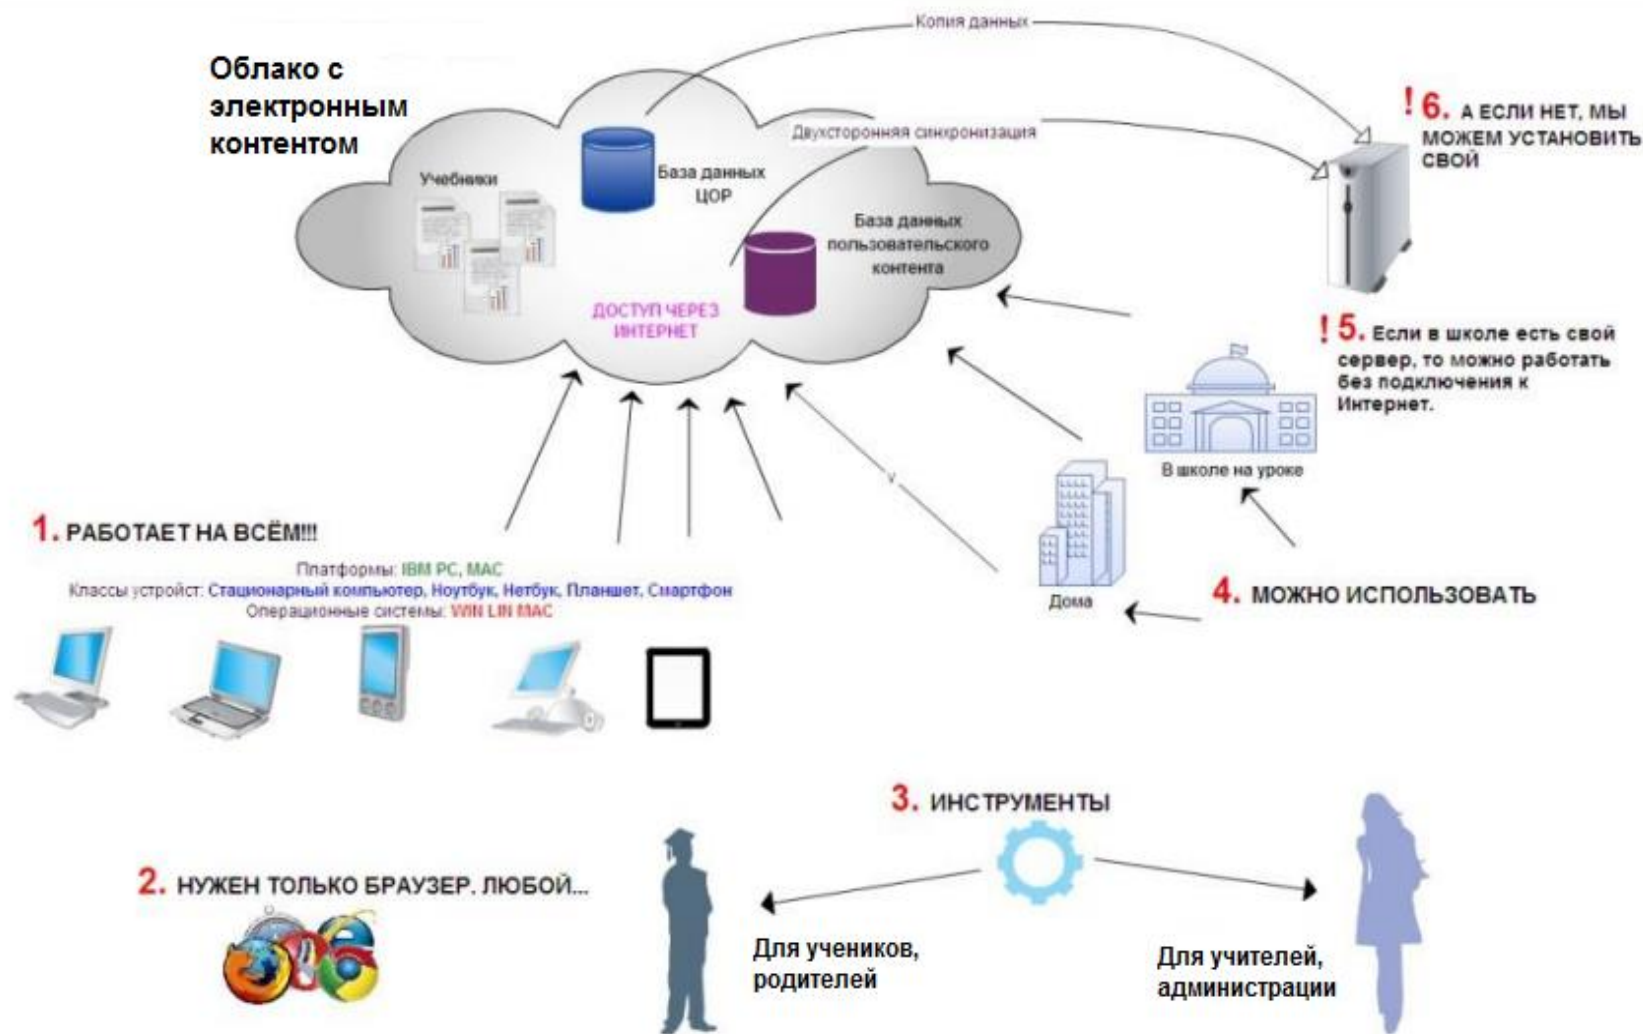 Копия данных
Облако с
электронным
контентом
Двухсторонняя синхронизация
Учебники
База данных
ЦОР
База данных
пользовательского
контента
ДОСТУП ЧЕРЕЗ
ИНТЕРНЕТ
! 6. А ЕСЛИ НЕТ, МЫ
МОЖЕМ УСТАНОВИТЬ
СВОЙ
! 5. Если в школе есть свой
сервер, то можно работать
без подключения к
Интернет.
В школе на уроке
Дома
4. МОЖНО ИСПОЛЬЗОВАТЬ
1. РАБОТАЕТ НА ВСЁМ!!!
Платформы: IBM PC, MAC
Классы устройст: Стационарный компьютер, Ноутбук, Нетбук, Планшет, Смартфон
Операционные системы: WIN LIN MAC
3. ИНСТРУМЕНТЫ
2. НУЖЕН ТОЛЬКО БРАУЗЕР. ЛЮБОЙ...
Для учеников,
родителей
Для учителей,
администрации